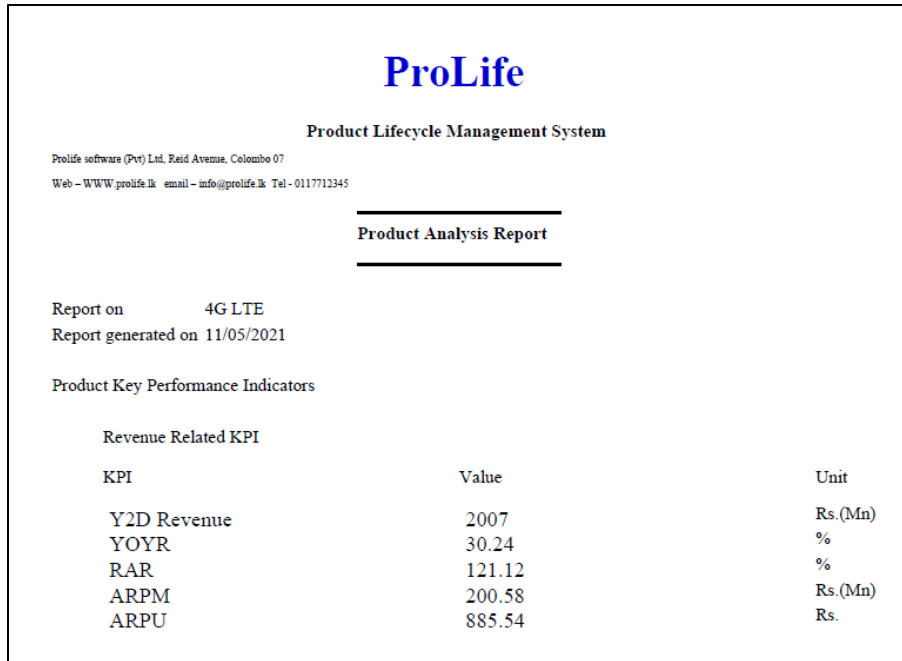 ProLife
Product Lifecycle Management System
Prolife software (Pvt) Ltd, Reid Avenue, Colombo 07
Web – WWW.prolife.lk email – info@prolife.lk Tel - 0117712345
Product Analysis Report
Report on 4G LTE
Report generated on 11/05/2021
Product Key Performance Indicators
Revenue Related KPI
KPI Value Unit
Y2D Revenue 2007 Rs.(Mn)
YOYR 30.24 %
RAR 121.12 %
ARPM 200.58 Rs.(Mn)
ARPU 885.54 Rs.